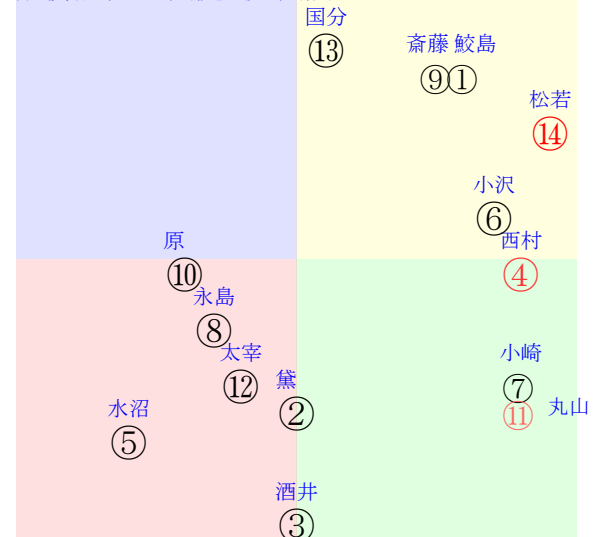 国分
⑬
斎藤 鮫島
⑨①
松若
⑭
小沢
⑥
原
西村
⑩
④
永島
⑧
太宰
小崎
⑫
⑦
黛
水沼
丸山
②
⑪
⑤
酒井
③